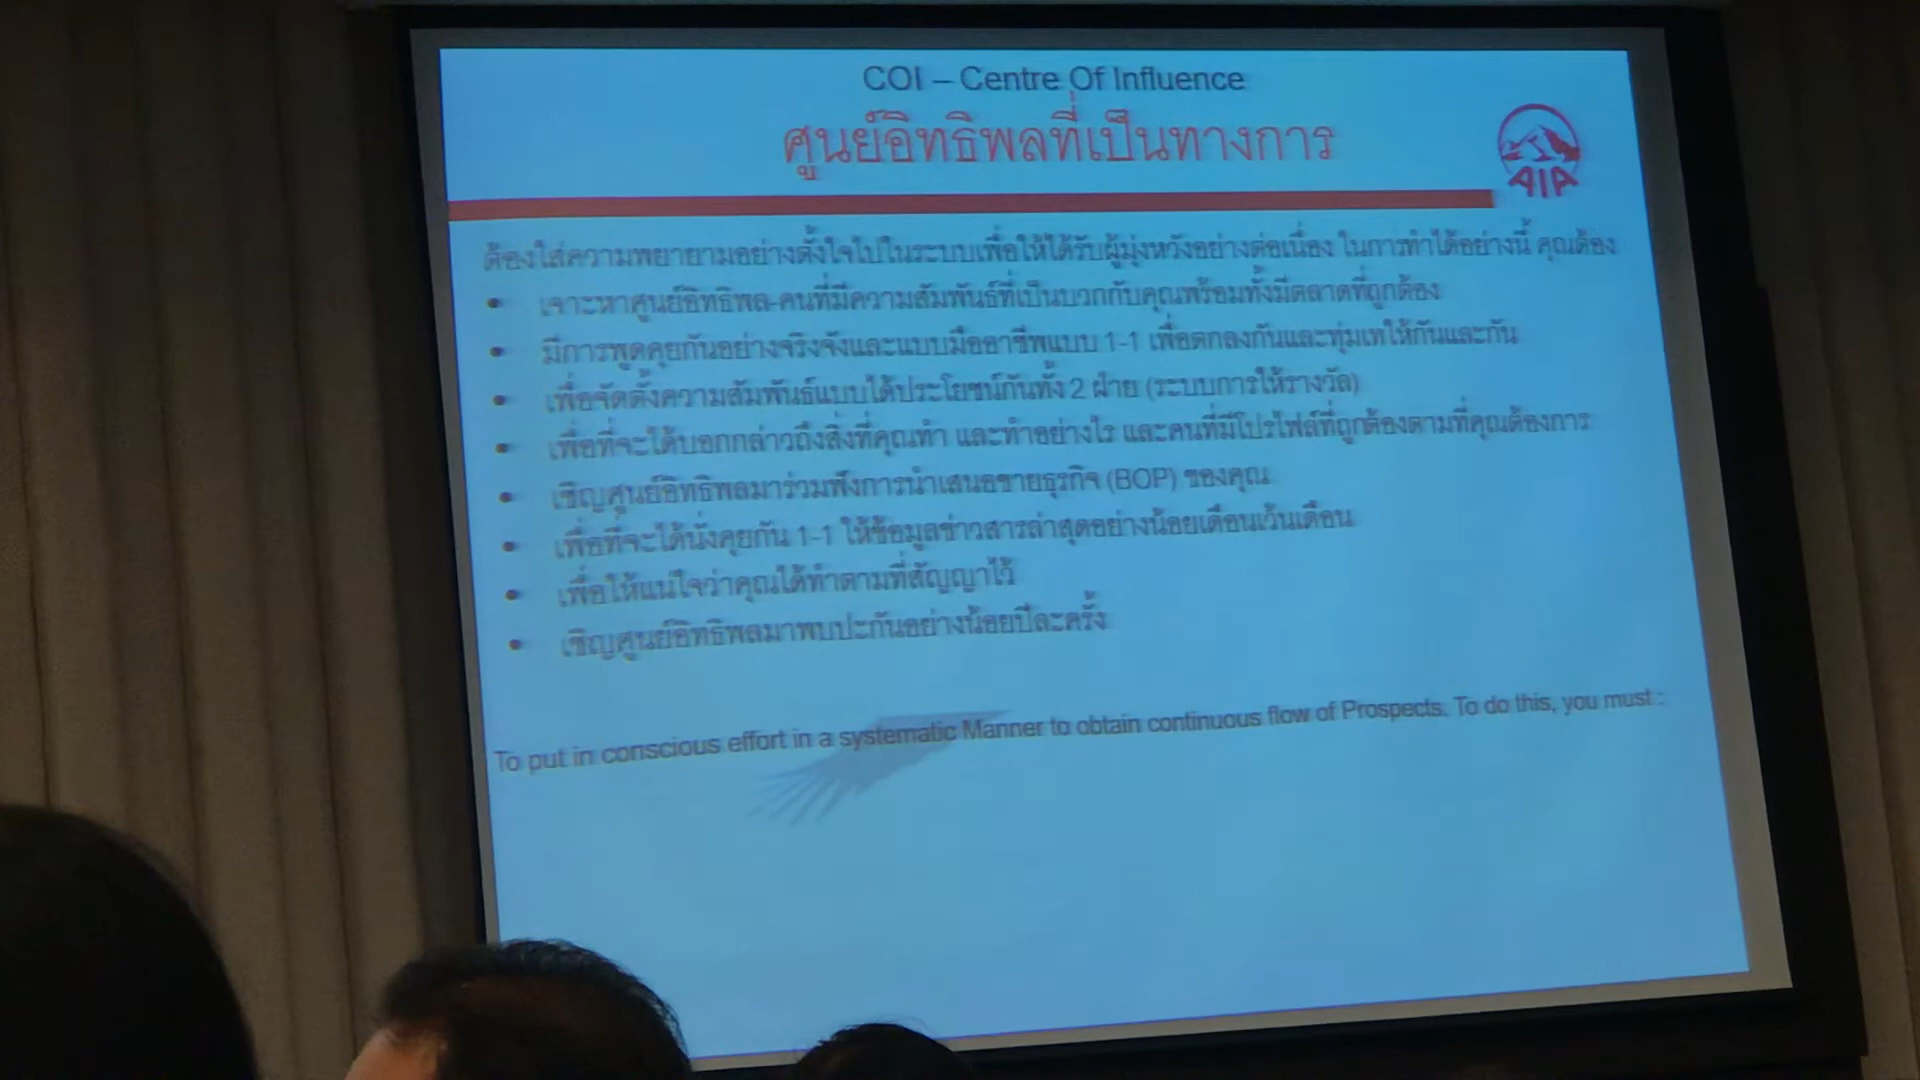 COI – Centre Of Influence
ศูนย์อิทธิพลที่เป็นทางการ
AIA
ต้องใส่ความพยายามอย่างตั้งใจไปในระบบเพื่อให้ได้รับผู้มุ่งหวังอย่างต่อเนื่อง ในการทำได้อย่างนี้ คุณต้อง
• เจาะหาศูนย์อิทธิพล-คนที่มีความสัมพันธ์ที่เป็นบวกกับคุณพร้อมทั้งมีตลาดที่ถูกต้อง
• มีการพูดคุยกันอย่างจริงจังและแบบมืออาชีพแบบ 1-1 เพื่อตกลงกันและทุ่มเทให้กันและกัน
• เพื่อจัดตั้งความสัมพันธ์แบบได้ประโยชน์กันทั้ง 2 ฝ่าย (ระบบการให้รางวัล)
• เพื่อที่จะได้บอกกล่าวถึงสิ่งที่คุณทำ และทำอย่างไร และคนที่มีโปรไฟล์ที่ถูกต้องตามที่คุณต้องการ
• เชิญศูนย์อิทธิพลมาร่วมฟังการนำเสนอขายธุรกิจ (BOP) ของคุณ
• เพื่อที่จะได้นั่งคุยกัน 1-1 ให้ข้อมูลข่าวสารล่าสุดอย่างน้อยเดือนเว้นเดือน
• เพื่อให้แน่ใจว่าคุณได้ทำตามที่สัญญาไว้
• เชิญศูนย์อิทธิพลมาพบปะกันอย่างน้อยปีละครั้ง
To put in conscious effort in a systematic Manner to obtain continuous flow of Prospects. To do this, you must :